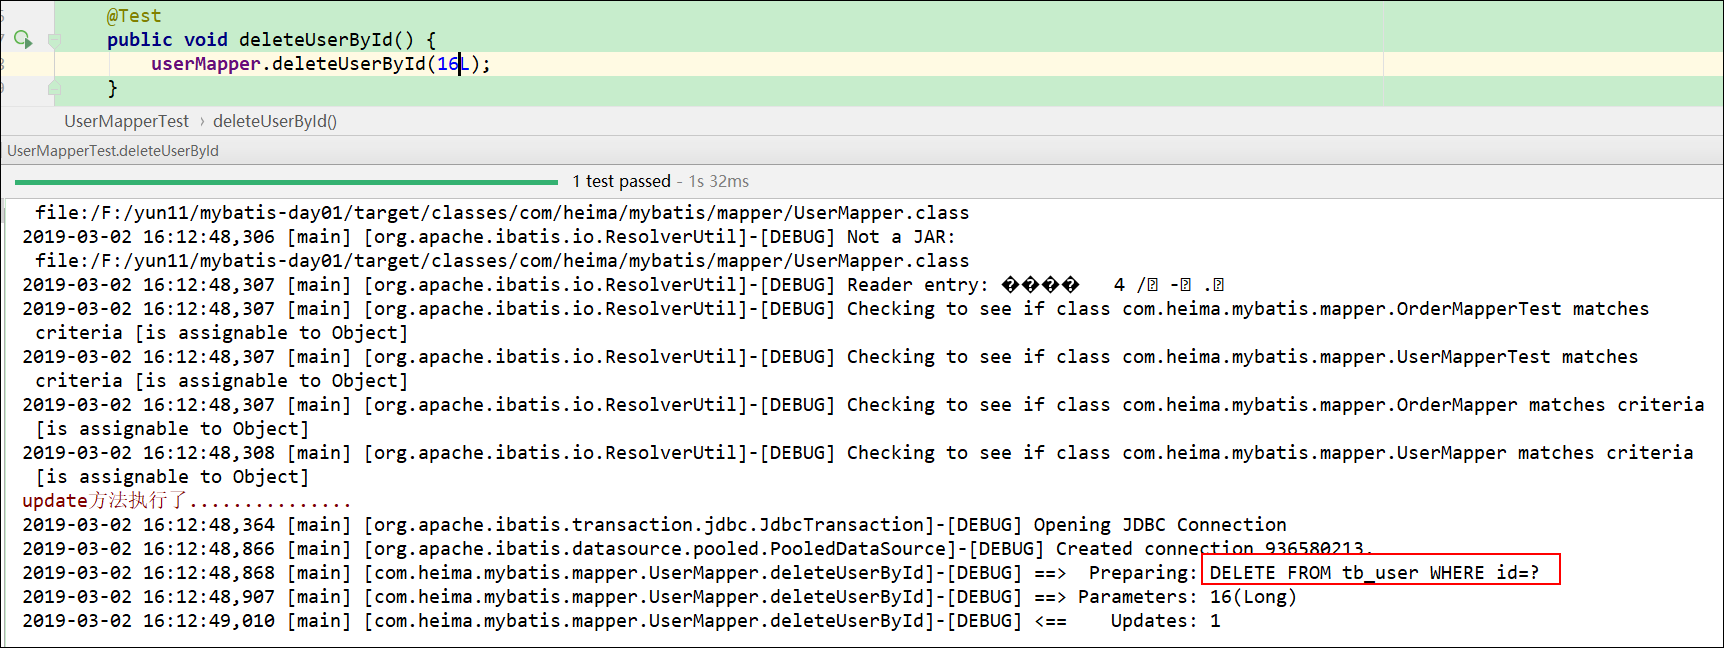 @Test
public void deleteUserById() {
userMapper.deleteUserById(16L);
}
UserMapperTest › deleteUserById()
UserMapperTest.deleteUserById
1 test passed - 1s 32ms
file:/F:/yun11/mybatis-day01/target/classes/com/heima/mybatis/mapper/UserMapper.class
2019-03-02 16:12:48,306 [main] [org.apache.ibatis.io.ResolverUtil]-[DEBUG] Not a JAR:
file:/F:/yun11/mybatis-day01/target/classes/com/heima/mybatis/mapper/UserMapper.class
2019-03-02 16:12:48,307 [main] [org.apache.ibatis.io.ResolverUtil]-[DEBUG] Reader entry: ���� 4 / - .
2019-03-02 16:12:48,307 [main] [org.apache.ibatis.io.ResolverUtil]-[DEBUG] Checking to see if class com.heima.mybatis.mapper.OrderMapperTest matches
criteria [is assignable to Object]
2019-03-02 16:12:48,307 [main] [org.apache.ibatis.io.ResolverUtil]-[DEBUG] Checking to see if class com.heima.mybatis.mapper.UserMapperTest matches
criteria [is assignable to Object]
2019-03-02 16:12:48,307 [main] [org.apache.ibatis.io.ResolverUtil]-[DEBUG] Checking to see if class com.heima.mybatis.mapper.OrderMapper matches criteria
[is assignable to Object]
2019-03-02 16:12:48,308 [main] [org.apache.ibatis.io.ResolverUtil]-[DEBUG] Checking to see if class com.heima.mybatis.mapper.UserMapper matches criteria
[is assignable to Object]
update方法执行了...............
2019-03-02 16:12:48,364 [main] [org.apache.ibatis.transaction.jdbc.JdbcTransaction]-[DEBUG] Opening JDBC Connection
2019-03-02 16:12:48,866 [main] [org.apache.ibatis.datasource.pooled.PooledDataSource]-[DEBUG] Created connection 936580213.
2019-03-02 16:12:48,868 [main] [com.heima.mybatis.mapper.UserMapper.deleteUserById]-[DEBUG] ==>  Preparing: DELETE FROM tb_user WHERE id=?
2019-03-02 16:12:48,907 [main] [com.heima.mybatis.mapper.UserMapper.deleteUserById]-[DEBUG] ==> Parameters: 16(Long)
2019-03-02 16:12:49,010 [main] [com.heima.mybatis.mapper.UserMapper.deleteUserById]-[DEBUG] <==    Updates: 1